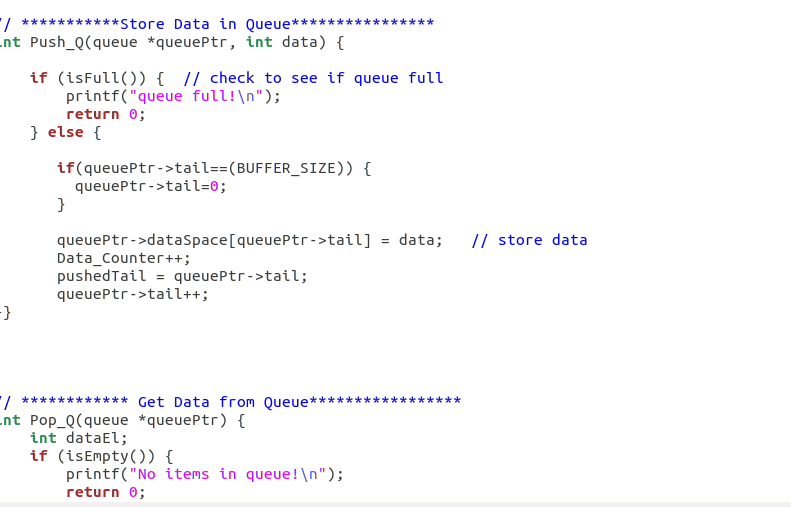 // ***********Store Data in Queue****************
int Push_Q(queue *queuePtr, int data) {
    if (isFull()) {  // check to see if queue full
        printf("queue full!\n");
        return 0;
    } else {
       if(queuePtr->tail==(BUFFER_SIZE)) {
         queuePtr->tail=0;
       }
       queuePtr->dataSpace[queuePtr->tail] = data;   // store data
       Data_Counter++;
       pushedTail = queuePtr->tail;
       queuePtr->tail++;
}}
// ************ Get Data from Queue*****************
int Pop_Q(queue *queuePtr) {
    int dataEl;
    if (isEmpty()) {
        printf("No items in queue!\n");
        return 0;